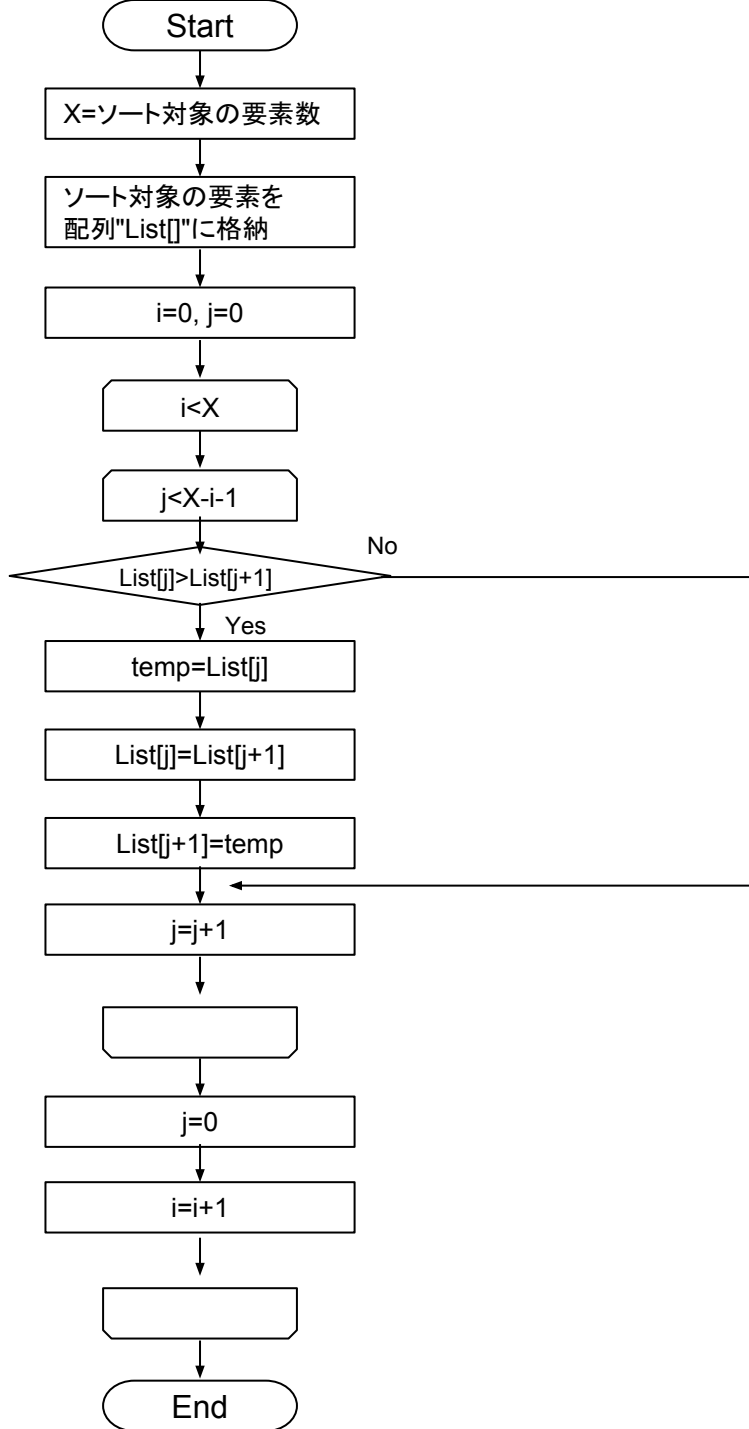 Start
X=ソート対象の要素数
ソート対象の要素を
配列"List[]"に格納
i=0, j=0
i<X
j<X-i-1
No
List[j]>List[j+1]
Yes
temp=List[j]
List[j]=List[j+1]
List[j+1]=temp
j=j+1
j=0
i=i+1
End